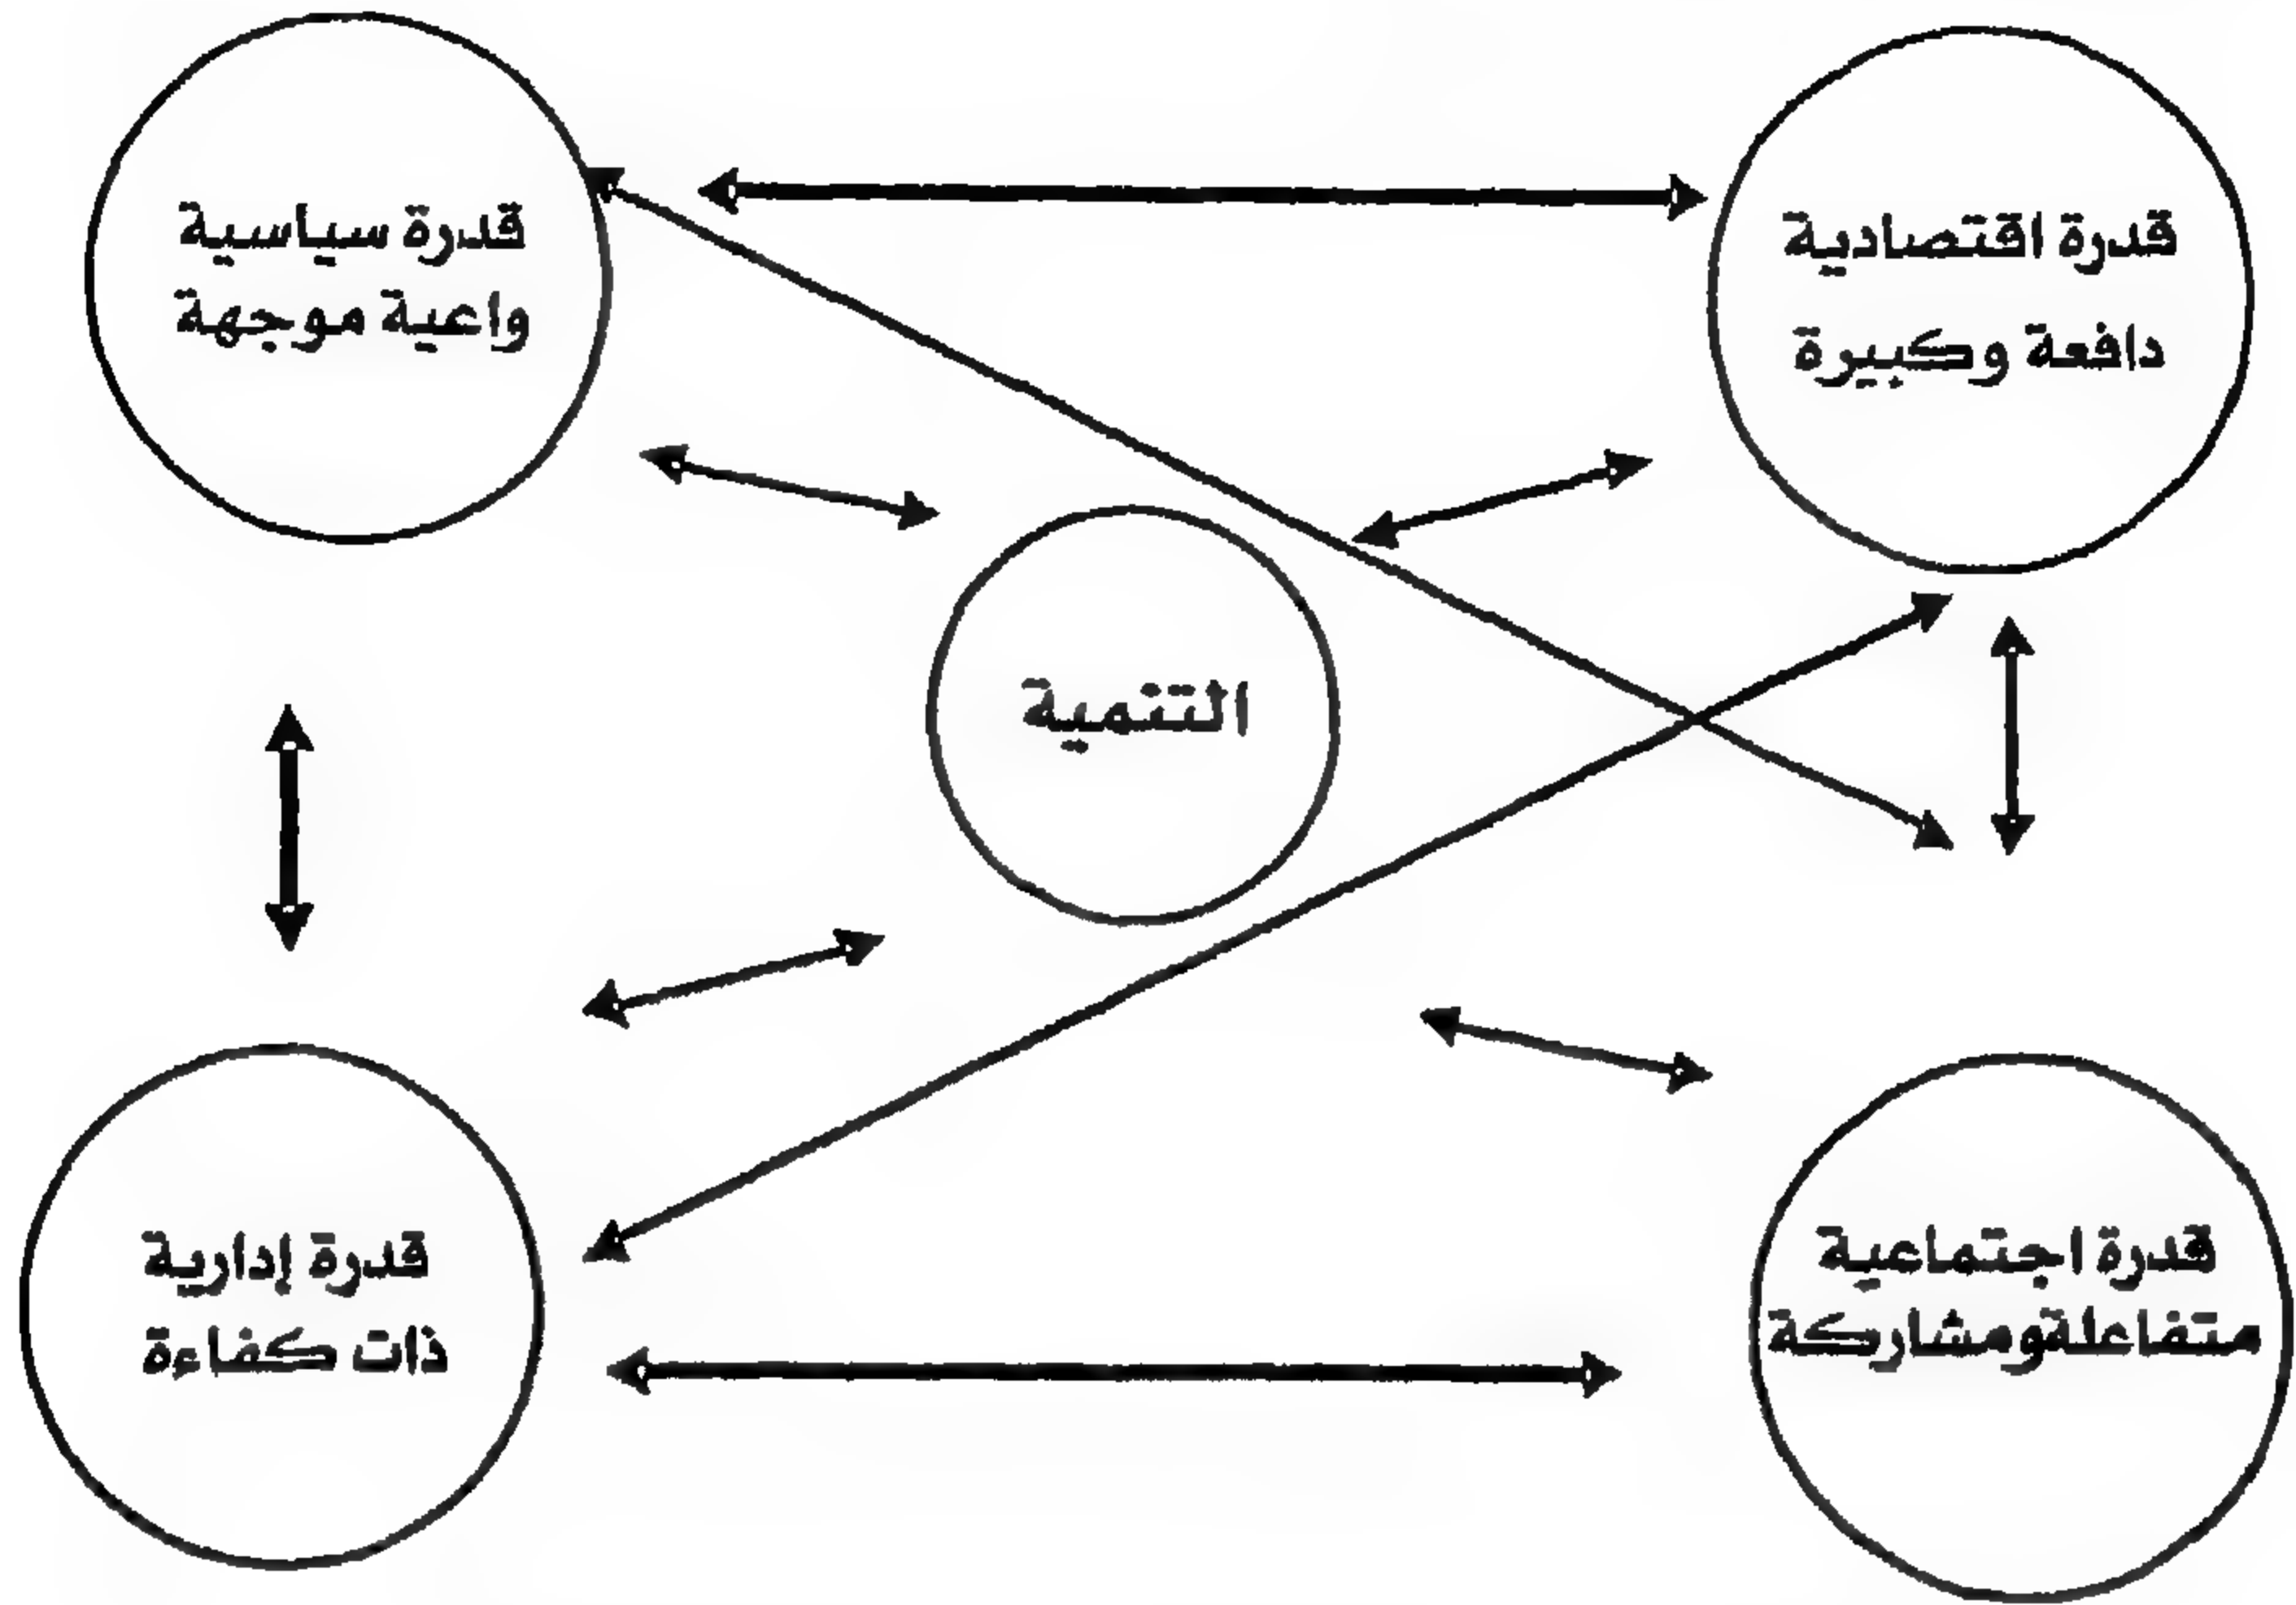 قدرة اقتصادية
دافعة وكبيرة
قدرة سياسية
واعية موجهة
التنمية
قدرة اجتماعية
متفاعلةومشاركة
قدرة إدارية
ذات كفاءة